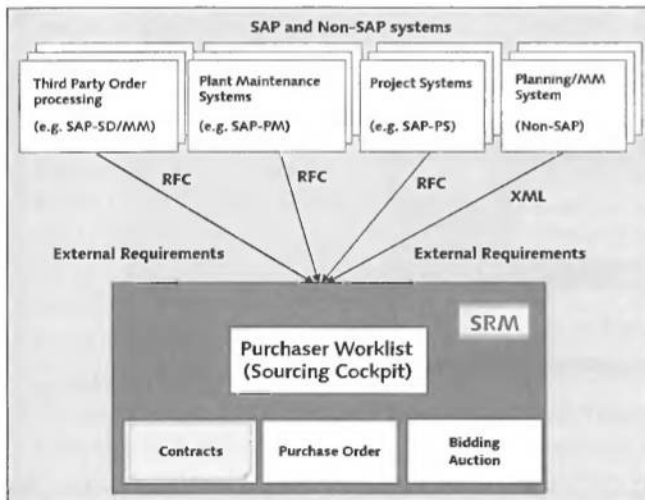 SAP and Non-SAP systems
Third Party Order
processing
(e.g. SAP-SD/MM)
Plant Maintenance
Systems
(e.g. SAP-PM)
Project Systems
(e.g. SAP-PS)
Planning/MM
System
(Non-SAP)
RFC
RFC
RFC
XML
External Requirements
External Requirements
SRM
Purchaser Worklist
(Sourcing Cockpit)
Contracts
Purchase Order
Bidding
Auction